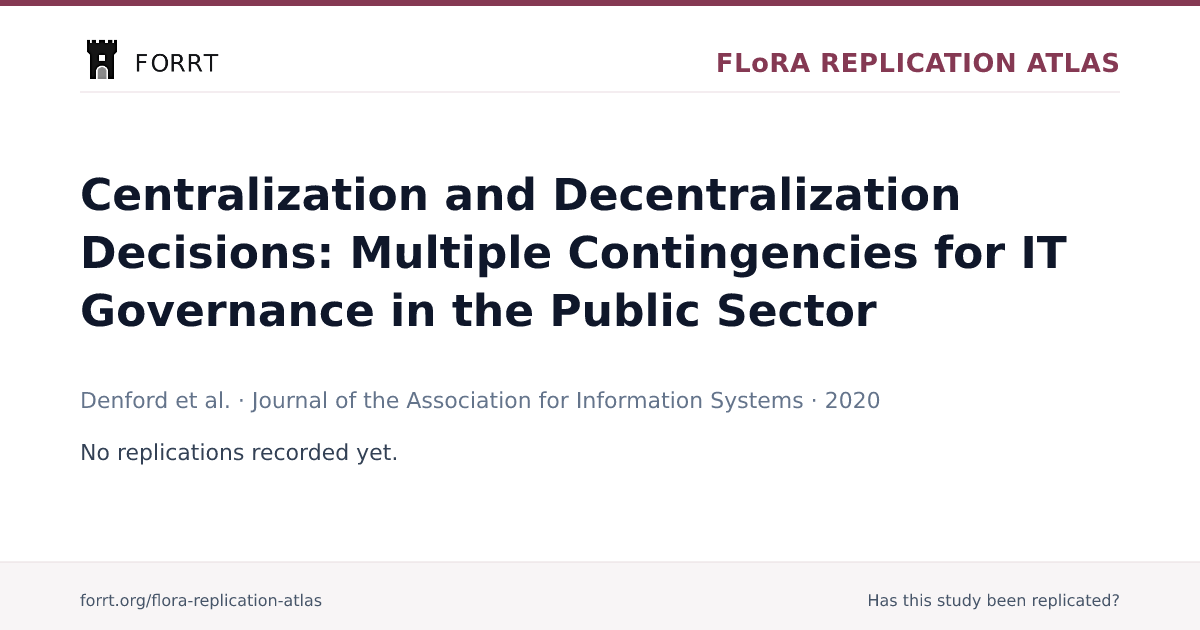 FORRT
FLoRA REPLICATION ATLAS
Centralization and Decentralization
Decisions: Multiple Contingencies for IT
Governance in the Public Sector
Denford et al. · Journal of the Association for Information Systems · 2020
No replications recorded yet.
forrt.org/flora-replication-atlas
Has this study been replicated?